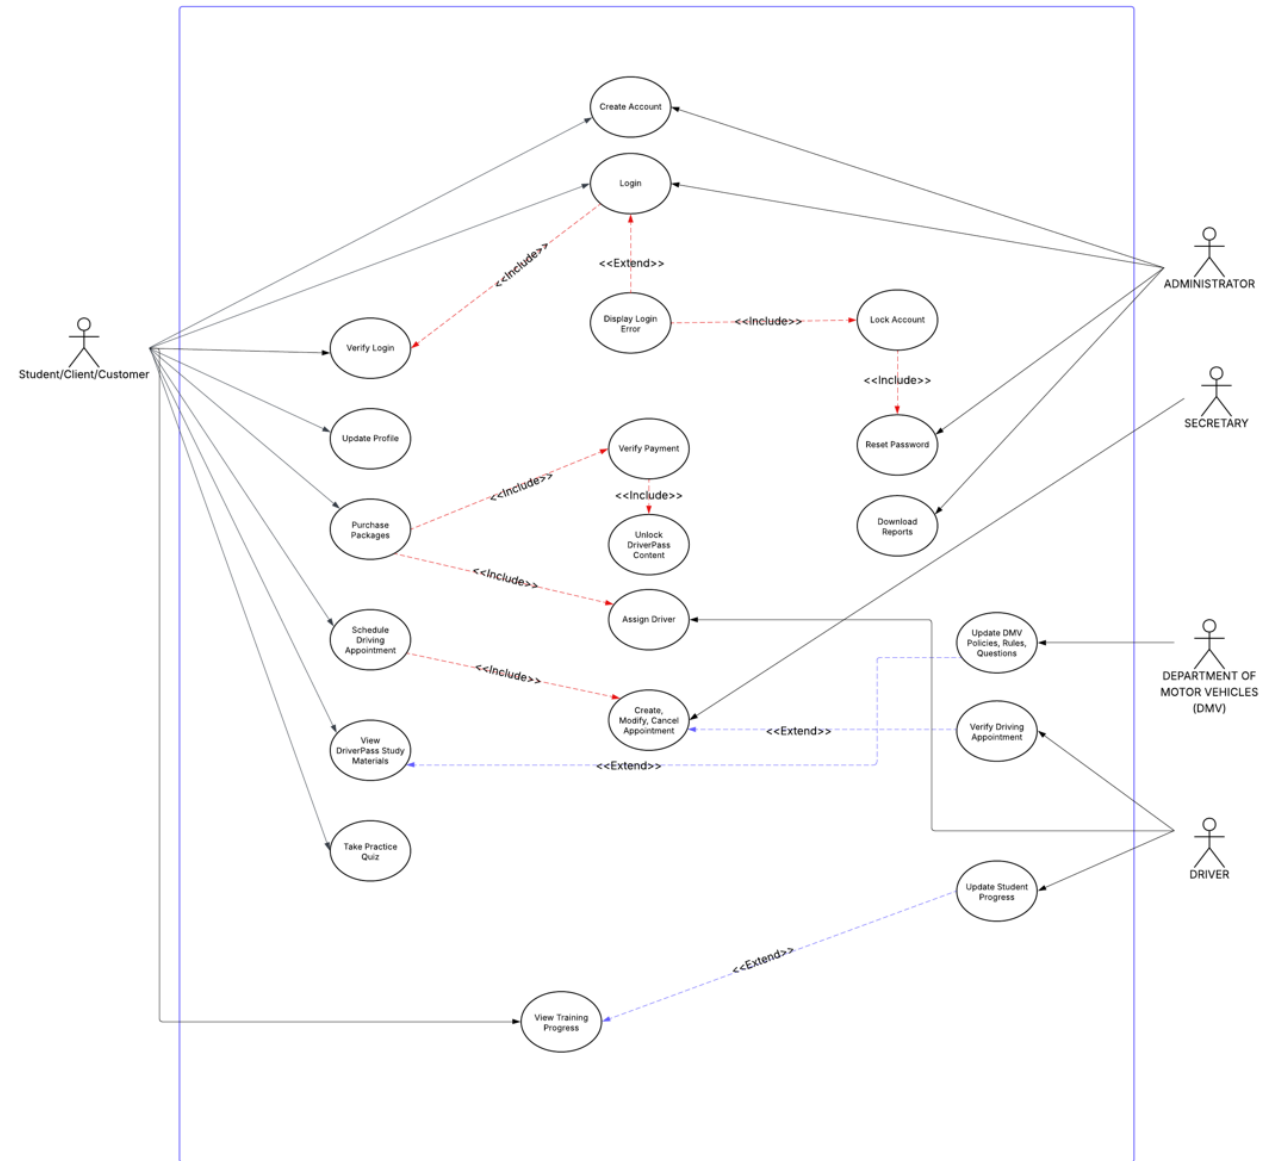 Create Account
Login
<<Include>>
<<Extend>>
ADMINISTRATOR
Display Login
Error
<<Include>>
Lock Account
Verify Login
Student/Client/Customer
<<Include>>
SECRETARY
Update Profile
Verify Payment
Reset Password
<<Include>>
<<Include>>
Purchase
Packages
Download
Reports
Unlock
DriverPass
Content
<<Include>>
Assign Driver
Schedule
Driving
Appointment
Update DMV
Policies, Rules,
Questions
DEPARTMENT OF
MOTOR VEHICLES
(DMV)
<<Include>>
Create,
Modify, Cancel
Appointment
<<Extend>>
Verify Driving
Appointment
View
DriverPass Study
Materials
<<Extend>>
Take Practice
Quiz
DRIVER
Update Student
Progress
<<Extend>>
View Training
Progress